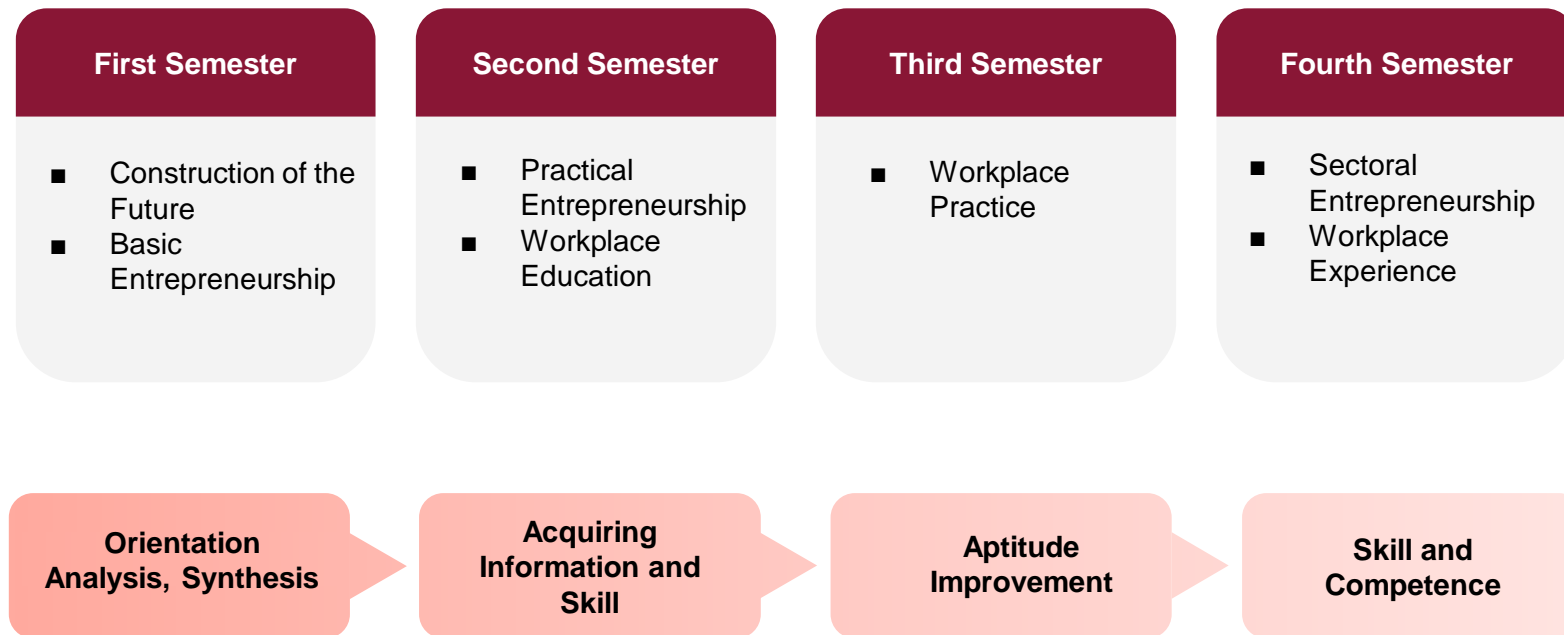 First Semester
■ Construction of the
Future
■ Basic
Entrepreneurship
Second Semester
■ Practical
Entrepreneurship
■ Workplace
Education
Third Semester
■ Workplace
Practice
Fourth Semester
■ Sectoral
Entrepreneurship
■ Workplace
Experience
Orientation
Analysis, Synthesis
Acquiring
Information and
Skill
Aptitude
Improvement
Skill and
Competence